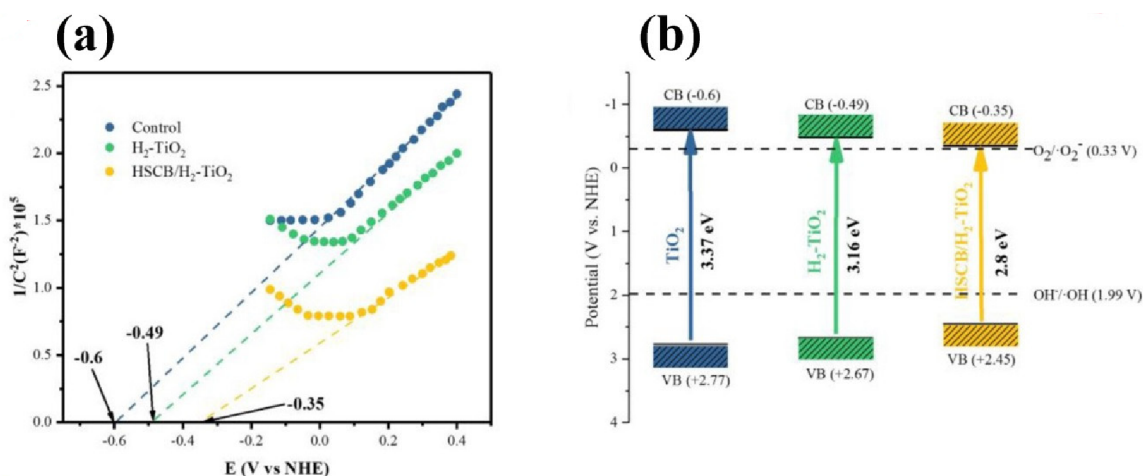 (a)
2.5
2.0
1.5
1.0
0.5
0.0
1/C²(F⁻²)*10⁵
Control
H₂-TiO₂
HSCB/H₂-TiO₂
-0.6
-0.49
-0.35
-0.6 -0.4 -0.2 0.0 0.2 0.4
E (V vs NHE)
(b)
Potential (V vs. NHE)
-1
0
1
2
3
4
CB (-0.6)
CB (-0.49)
CB (-0.35)
O₂/·O₂⁻ (0.33 V)
TiO₂
3.37 eV
H₂-TiO₂
3.16 eV
HSCB/H₂-TiO₂
2.8 eV
OH⁻/·OH (1.99 V)
VB (+2.77)
VB (+2.67)
VB (+2.45)